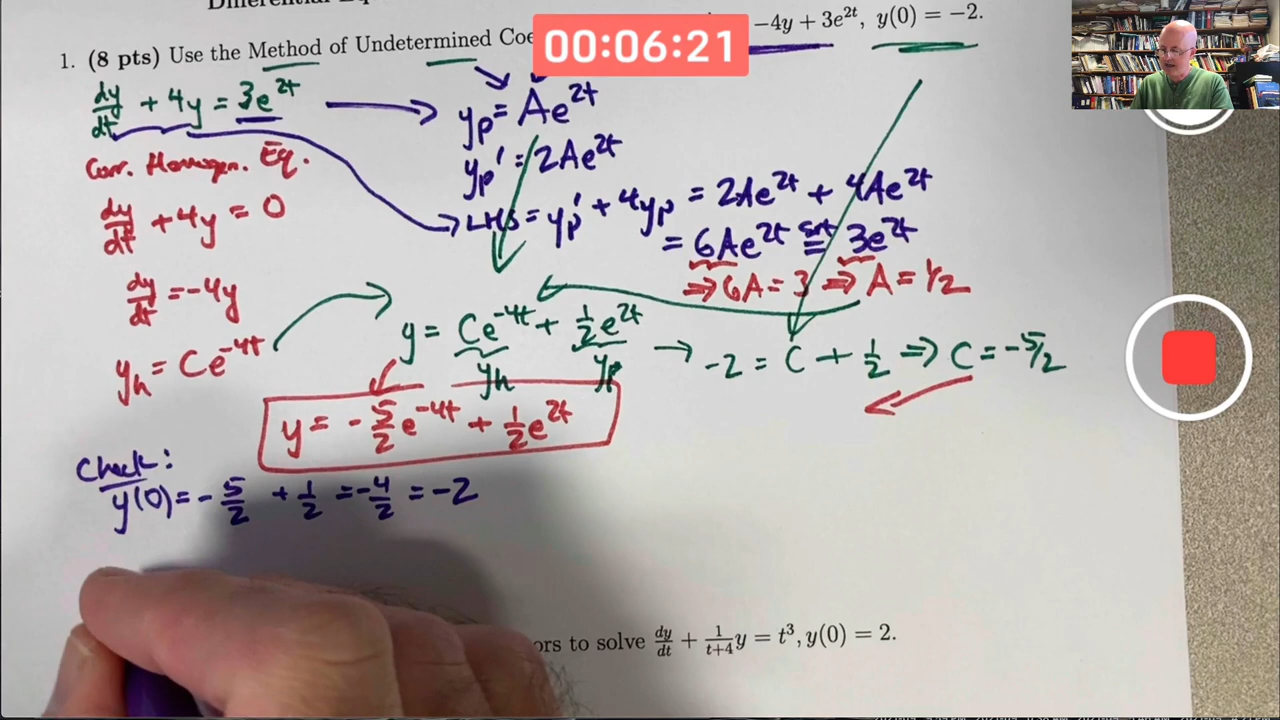 Differential Eq
1. (8 pts) Use the Method of Undetermined Coe −4y + 3e^{2t}, y(0) = −2.
00:06:21
dy/dt + 4y = 3e^{2t} → y_p = Ae^{2t}
y_p' = 2Ae^{2t}
Corr. Homogen. Eq.
LHS = y_p' + 4y_p = 2Ae^{2t} + 4Ae^{2t}
dy/dt + 4y = 0
= 6Ae^{2t} = 3e^{2t}
⇒ 6A = 3 ⇒ A = 1/2
dy/dt = −4y
y_h = Ce^{−4t}
y = Ce^{−4t} + 1/2 e^{2t} → −2 = C + 1/2 ⇒ C = −5/2
y_h y_p
y = −5/2 e^{−4t} + 1/2 e^{2t}
Check:
y(0) = −5/2 + 1/2 = −4/2 = −2
ors to solve dy/dt + 1/(t+4) y = t^3, y(0) = 2.